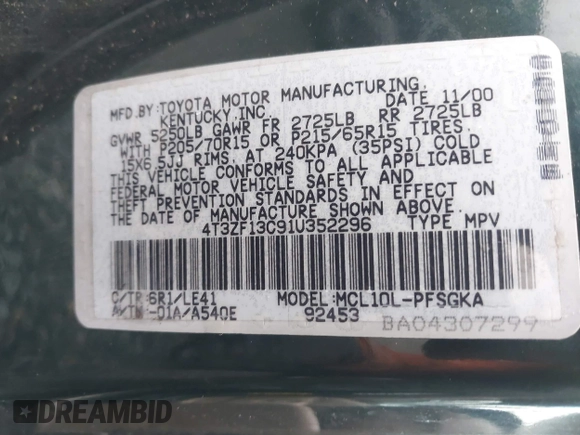 MFD.BY:TOYOTA MOTOR MANUFACTURING,
KENTUCKY,INC. DATE 11/00
GVWR 5250LB GAWR FR 2725LB RR 2725LB
WITH P205/70R15 OR P215/65R15 TIRES,
15X6.5JJ RIMS, AT 240KPA (35PSI) COLD
THIS VEHICLE CONFORMS TO ALL APPLICABLE
FEDERAL MOTOR VEHICLE SAFETY AND
THEFT PREVENTION STANDARDS IN EFFECT ON
THE DATE OF MANUFACTURE SHOWN ABOVE.
4T3ZF13C91U352296 TYPE MPV
C/TR:6R1/LE41 MODEL:MCL10L-PFSGKA
A/TM:-01A/A540E 92453 BA04307299
DREAMBID